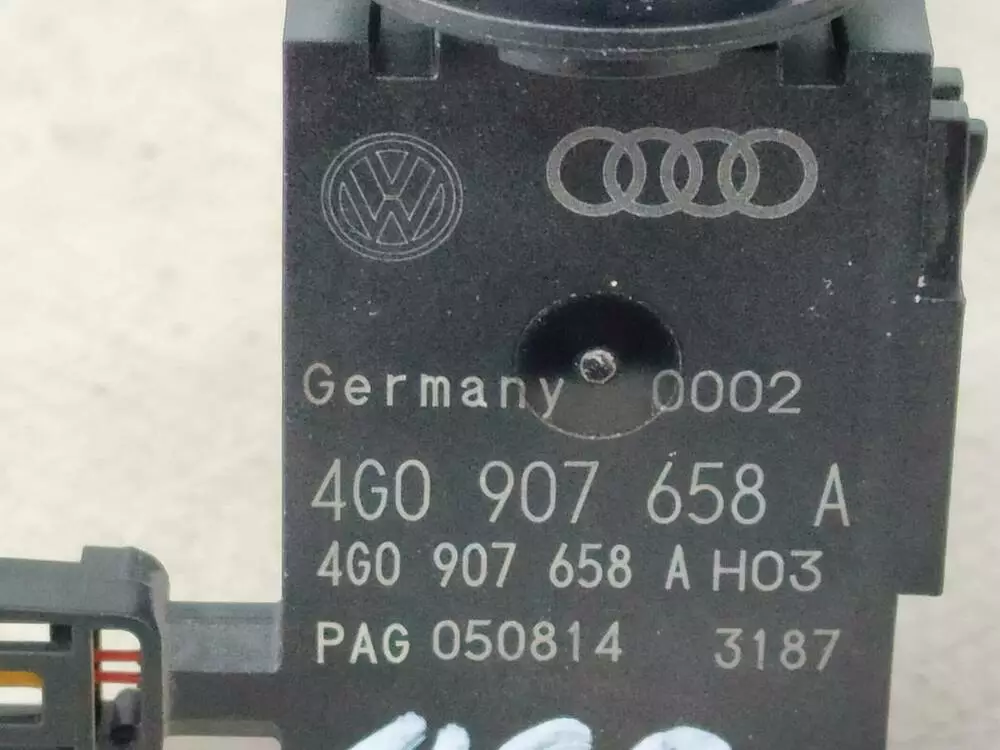 Germany 0002
4G0 907 658 A
4G0 907 658 A H03
PAG 050814 3187